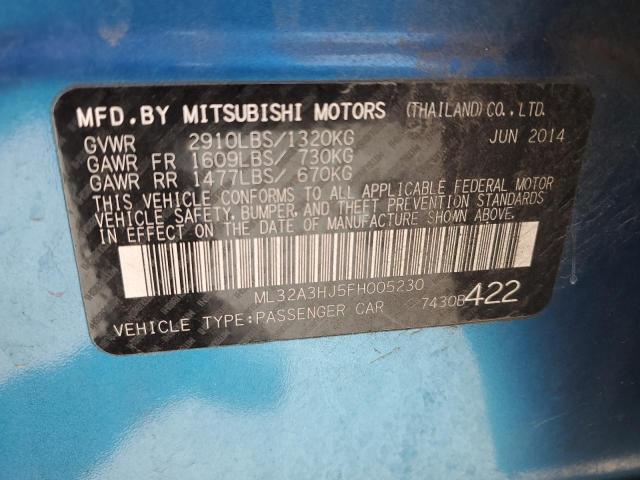 MFD.BY MITSUBISHI MOTORS (THAILAND)CO.,LTD.
GVWR 2910LBS/1320KG JUN 2014
GAWR FR 1609LBS/ 730KG
GAWR RR 1477LBS/ 670KG
THIS VEHICLE CONFORMS TO ALL APPLICABLE FEDERAL MOTOR
VEHICLE SAFETY, BUMPER, AND THEFT PREVENTION STANDARDS
IN EFFECT ON THE DATE OF MANUFACTURE SHOWN ABOVE.
ML32A3HJ5FH005230
VEHICLE TYPE:PASSENGER CAR 7430B422